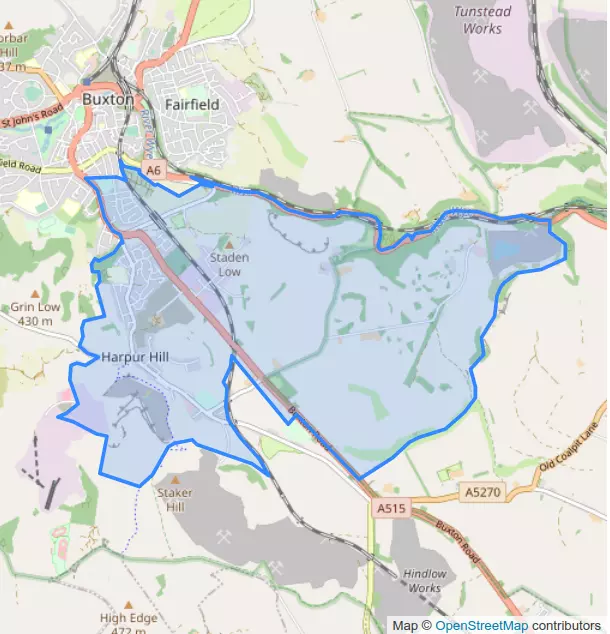 Tunstead
Works
orbar
Hill
37 m
Buxton
Fairfield
St John's Road
River Wye
field Road
A6
Staden
Low
Grin Low
430 m
Harpur Hill
Buxton Road
Old Coalpit Lane
A5270
Staker
Hill
A515
Buxton Road
Hindlow
Works
High Edge
472 m
Map © OpenStreetMap contributors